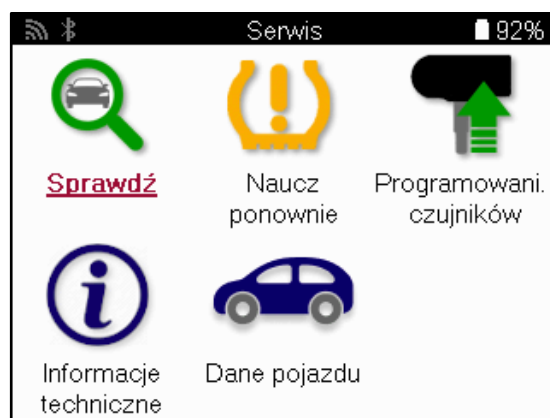 Serwis
92%
Sprawdź
Naucz
ponownie
Programowani.
czujników
Informacje
techniczne
Dane pojazdu